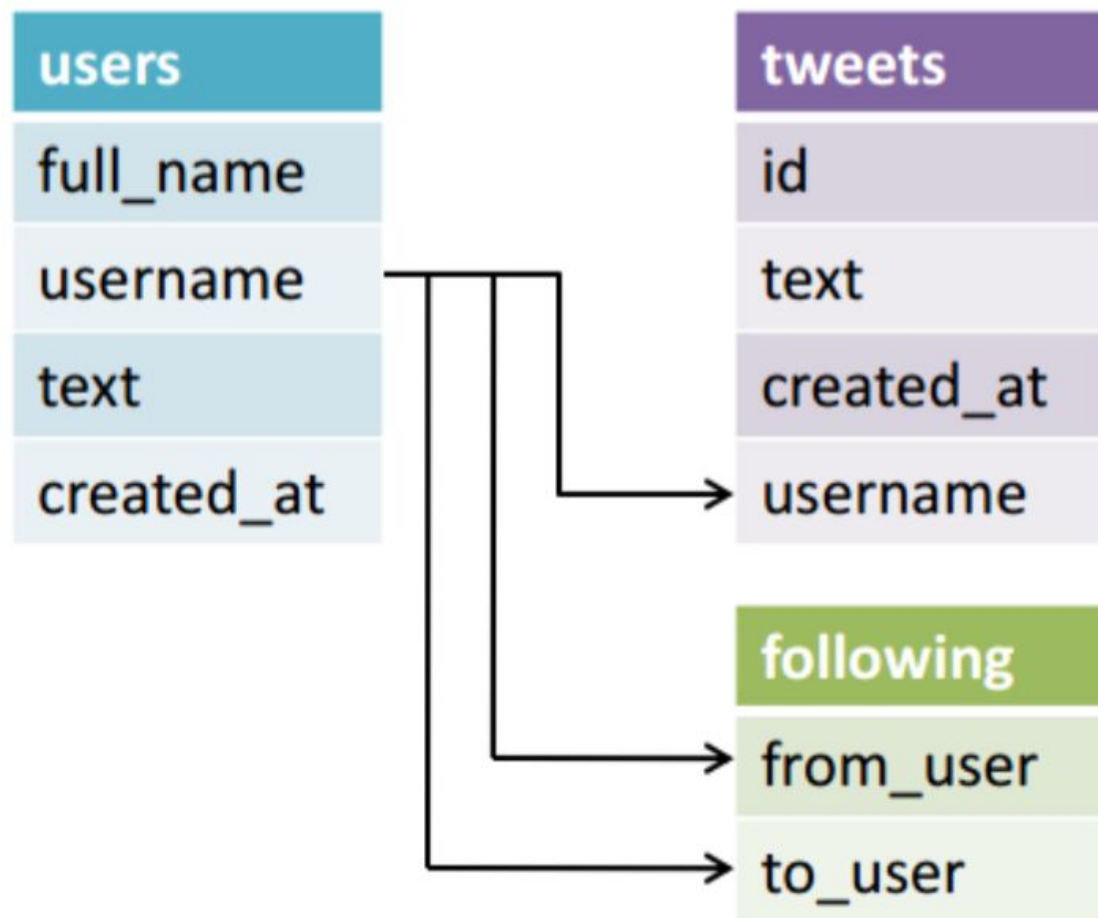 users
full_name
username
text
created_at
tweets
id
text
created_at
username
following
from_user
to_user